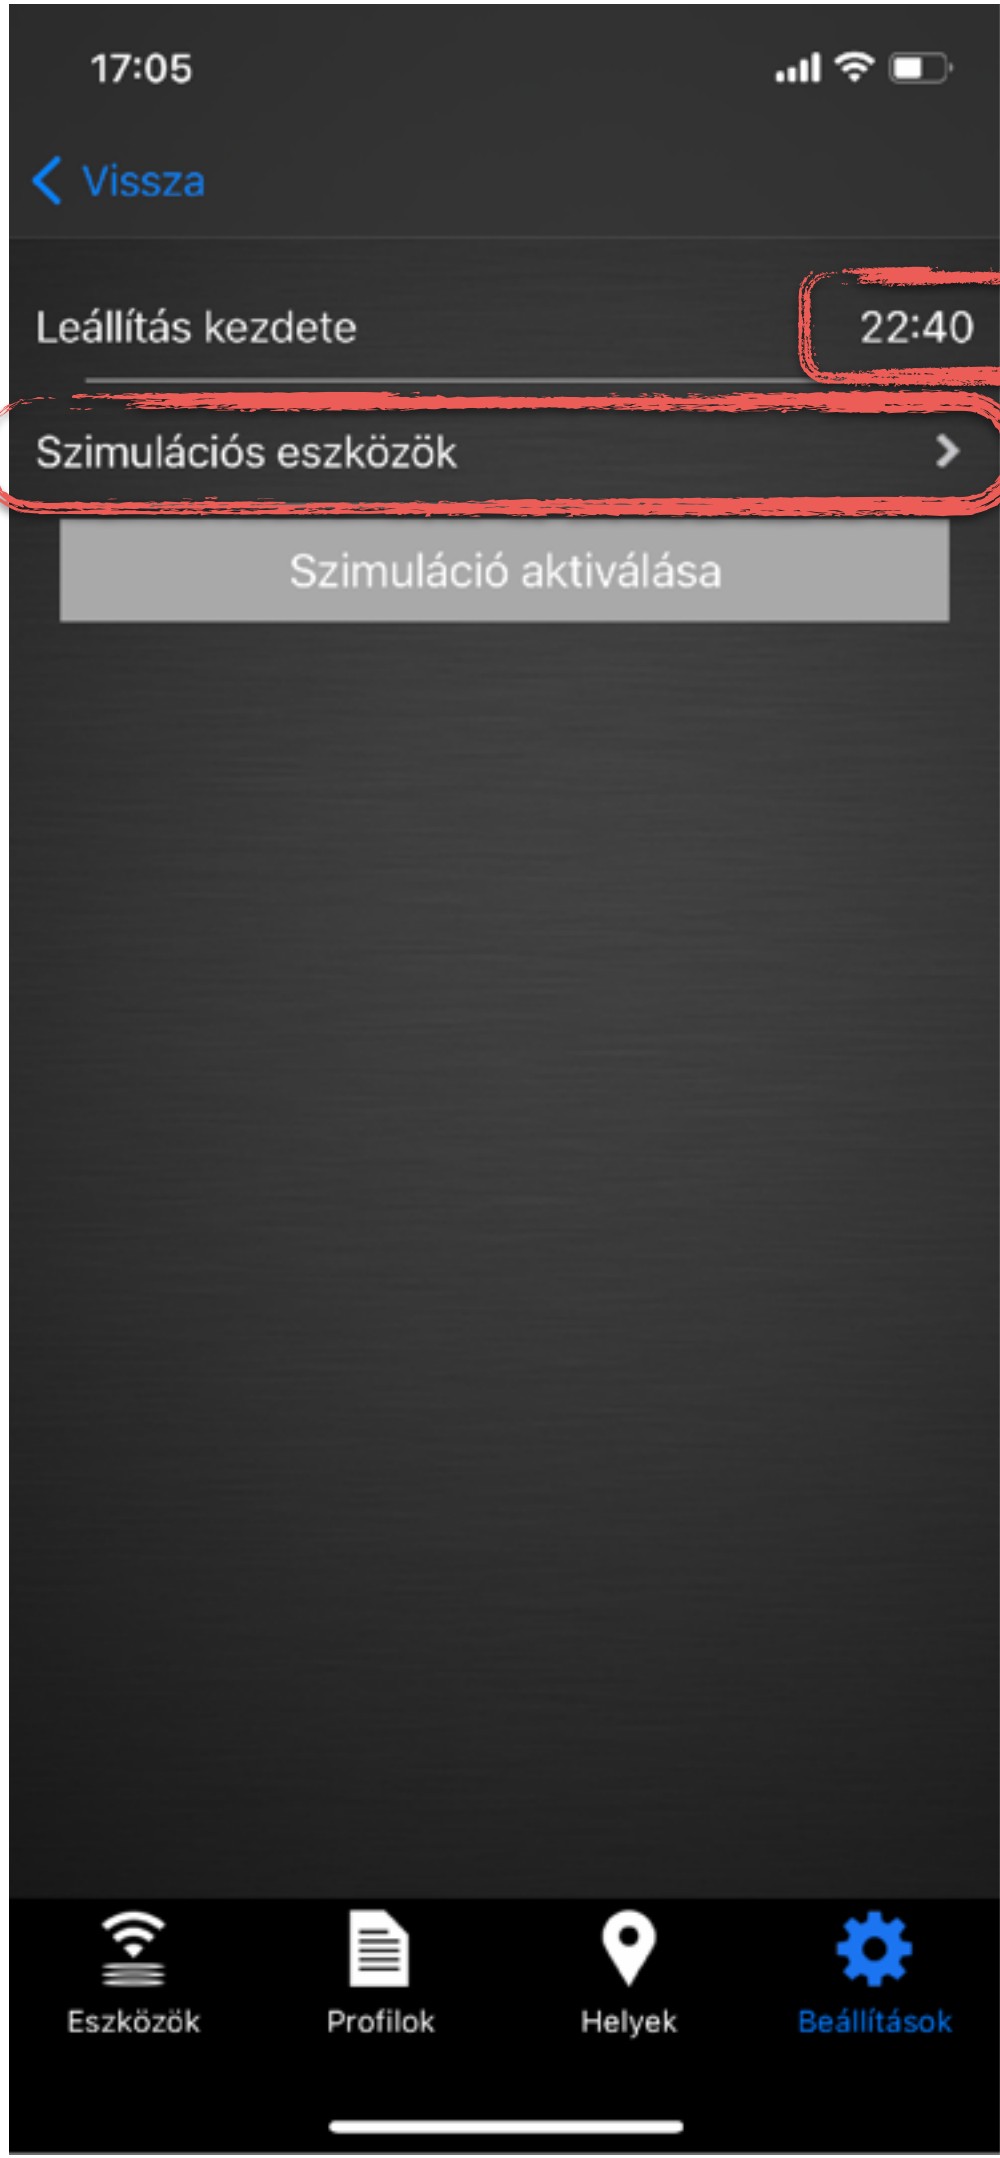 17:05
Vissza
Leállítás kezdete 22:40
Szimulációs eszközök
Szimuláció aktiválása
Eszközök Profilok Helyek Beállítások